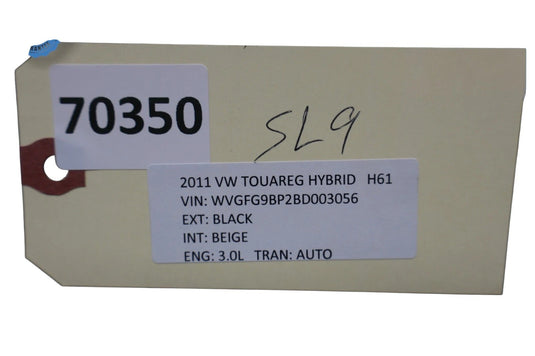 70350
SL9
2011 VW TOUAREG HYBRID H61
VIN: WVGFG9BP2BD003056
EXT: BLACK
INT: BEIGE
ENG: 3.0L TRAN: AUTO